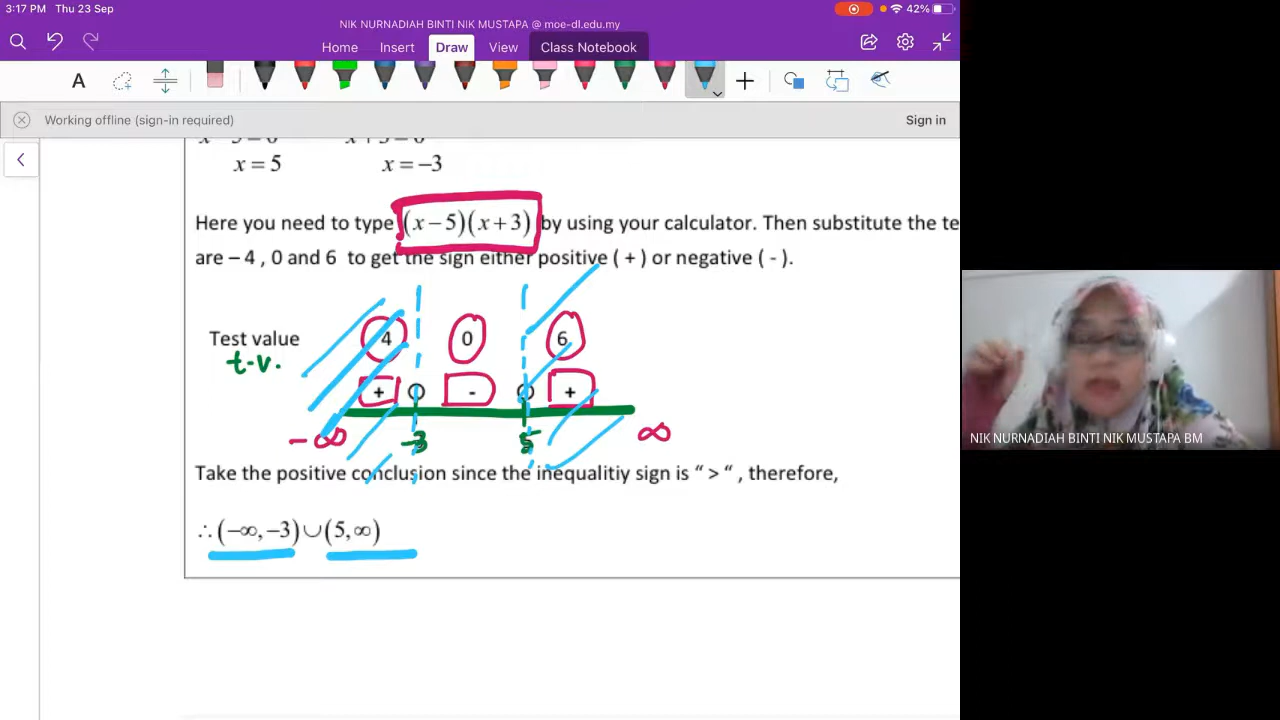 3:17 PM Thu 23 Sep
42%
NIK NURNADIAH BINTI NIK MUSTAPA @ moe-dl.edu.my
Home Insert Draw View Class Notebook
A
Working offline (sign-in required) Sign in
x = 5 x = −3
Here you need to type (x − 5)(x + 3) by using your calculator. Then substitute the te
are – 4 , 0 and 6 to get the sign either positive ( + ) or negative ( - ).
Test value 4 0 6
t-v.
+ - +
-∞ -3 5 ∞
Take the positive conclusion since the inequalitiy sign is “ > “ , therefore,
∴ (−∞, −3) ∪ (5, ∞)
NIK NURNADIAH BINTI NIK MUSTAPA BM